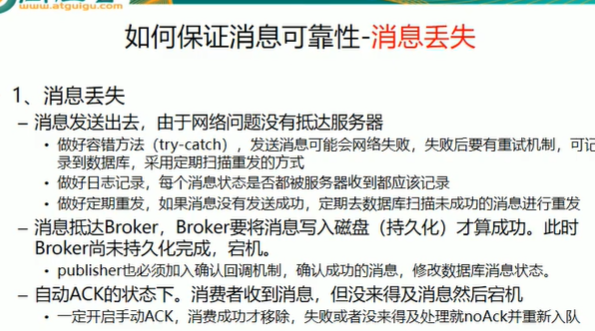 www.atguigu.com
如何保证消息可靠性-消息丢失
1、消息丢失
– 消息发送出去，由于网络问题没有抵达服务器
• 做好容错方法（try-catch），发送消息可能会网络失败，失败后要有重试机制，可记
录到数据库，采用定期扫描重发的方式
• 做好日志记录，每个消息状态是否都被服务器收到都应该记录
• 做好定期重发，如果消息没有发送成功，定期去数据库扫描未成功的消息进行重发
– 消息抵达Broker，Broker要将消息写入磁盘（持久化）才算成功。此时
Broker尚未持久化完成，宕机。
• publisher也必须加入确认回调机制，确认成功的消息，修改数据库消息状态。
– 自动ACK的状态下。消费者收到消息，但没来得及消息然后宕机
• 一定开启手动ACK，消费成功才移除，失败或者没来得及处理就noAck并重新入队